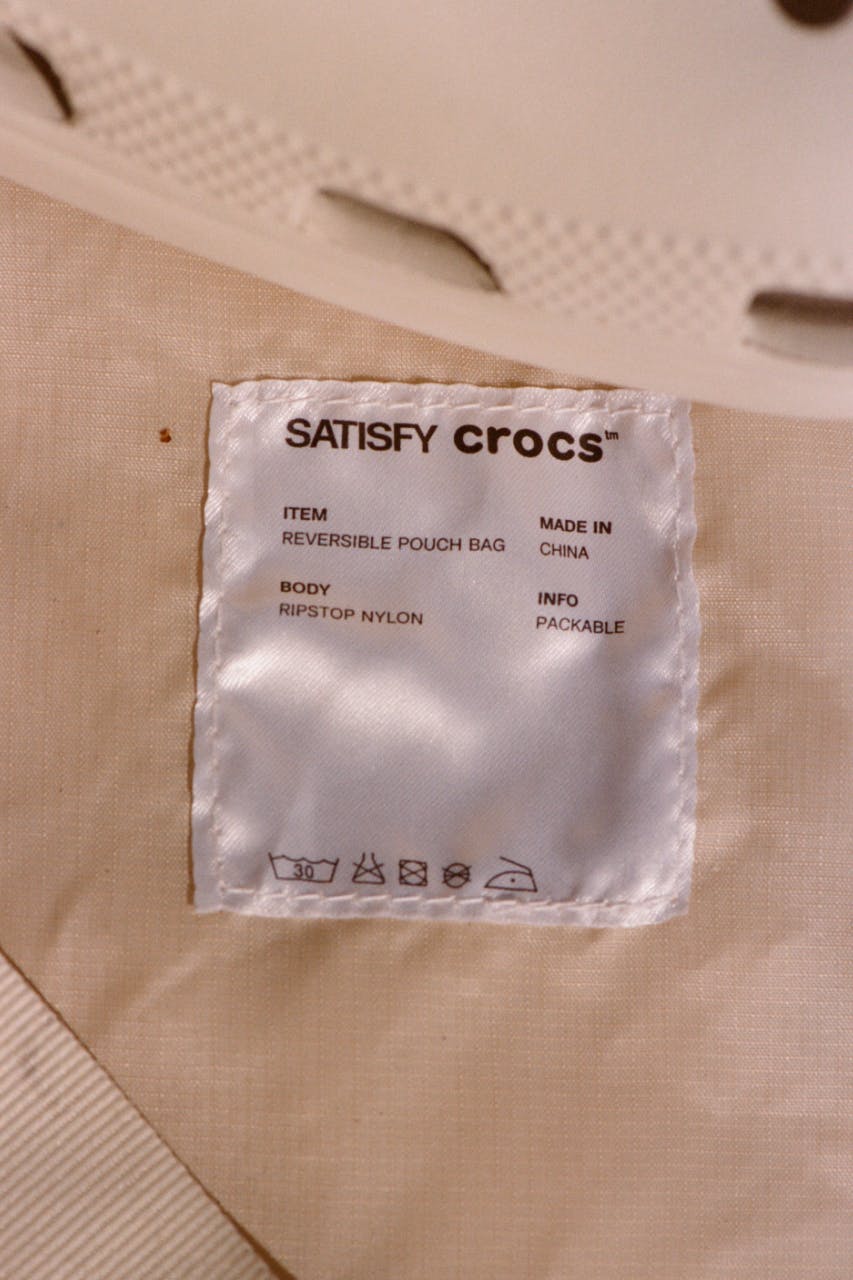 SATISFY crocs™
ITEM
REVERSIBLE POUCH BAG
MADE IN
CHINA
BODY
RIPSTOP NYLON
INFO
PACKABLE
30